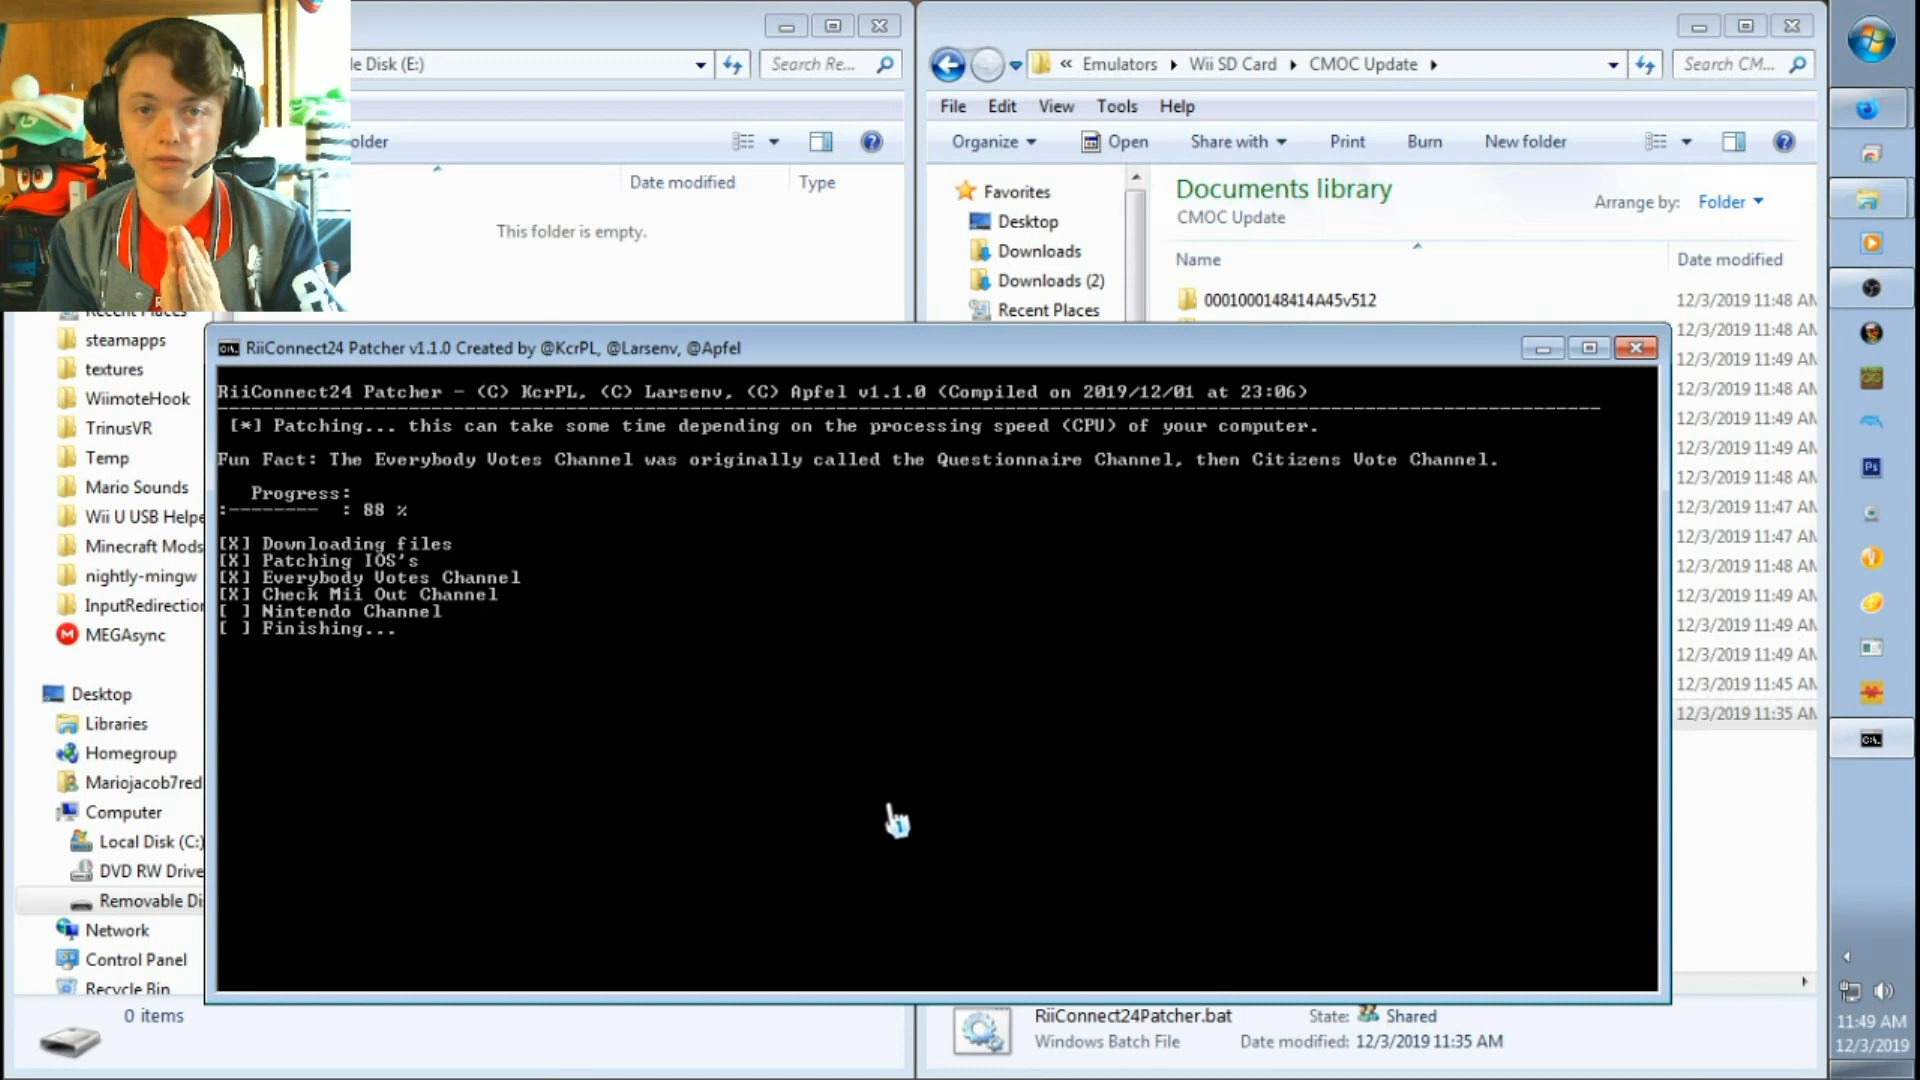 le Disk (E:)
Search Re...
older
Date modified
Type
This folder is empty.
Emulators
Wii SD Card
CMOC Update
Search CM...
File
Edit
View
Tools
Help
Organize
Open
Share with
Print
Burn
New folder
Favorites
Desktop
Downloads
Downloads (2)
Recent Places
Documents library
CMOC Update
Arrange by:
Folder
Name
Date modified
0001000148414A45v512
12/3/2019 11:48 AM
12/3/2019 11:48 AM
12/3/2019 11:49 AM
12/3/2019 11:48 AM
12/3/2019 11:49 AM
12/3/2019 11:49 AM
12/3/2019 11:48 AM
12/3/2019 11:47 AM
12/3/2019 11:47 AM
12/3/2019 11:48 AM
12/3/2019 11:49 AM
12/3/2019 11:49 AM
12/3/2019 11:49 AM
12/3/2019 11:45 AM
12/3/2019 11:35 AM
Recent Places
steamapps
textures
WiimoteHook
TrinusVR
Temp
Mario Sounds
Wii U USB Helpe
Minecraft Mods
nightly-mingw
InputRedirection
MEGAsync
Desktop
Libraries
Homegroup
Mariojacob7red
Computer
Local Disk (C:)
DVD RW Drive
Removable Di
Network
Control Panel
Recycle Bin
0 items
RiiConnect24 Patcher v1.1.0 Created by @KcrPL, @Larsenv, @Apfel
RiiConnect24 Patcher - (C) KcrPL, (C) Larsenv, (C) Apfel v1.1.0 (Compiled on 2019/12/01 at 23:06)
[*] Patching... this can take some time depending on the processing speed (CPU) of your computer.
Fun Fact: The Everybody Votes Channel was originally called the Questionnaire Channel, then Citizens Vote Channel.
Progress:
:--------  : 88 %
[X] Downloading files
[X] Patching IOS's
[X] Everybody Votes Channel
[X] Check Mii Out Channel
[ ] Nintendo Channel
[ ] Finishing...
RiiConnect24Patcher.bat
State:
Shared
Windows Batch File
Date modified: 12/3/2019 11:35 AM
11:49 AM
12/3/2019